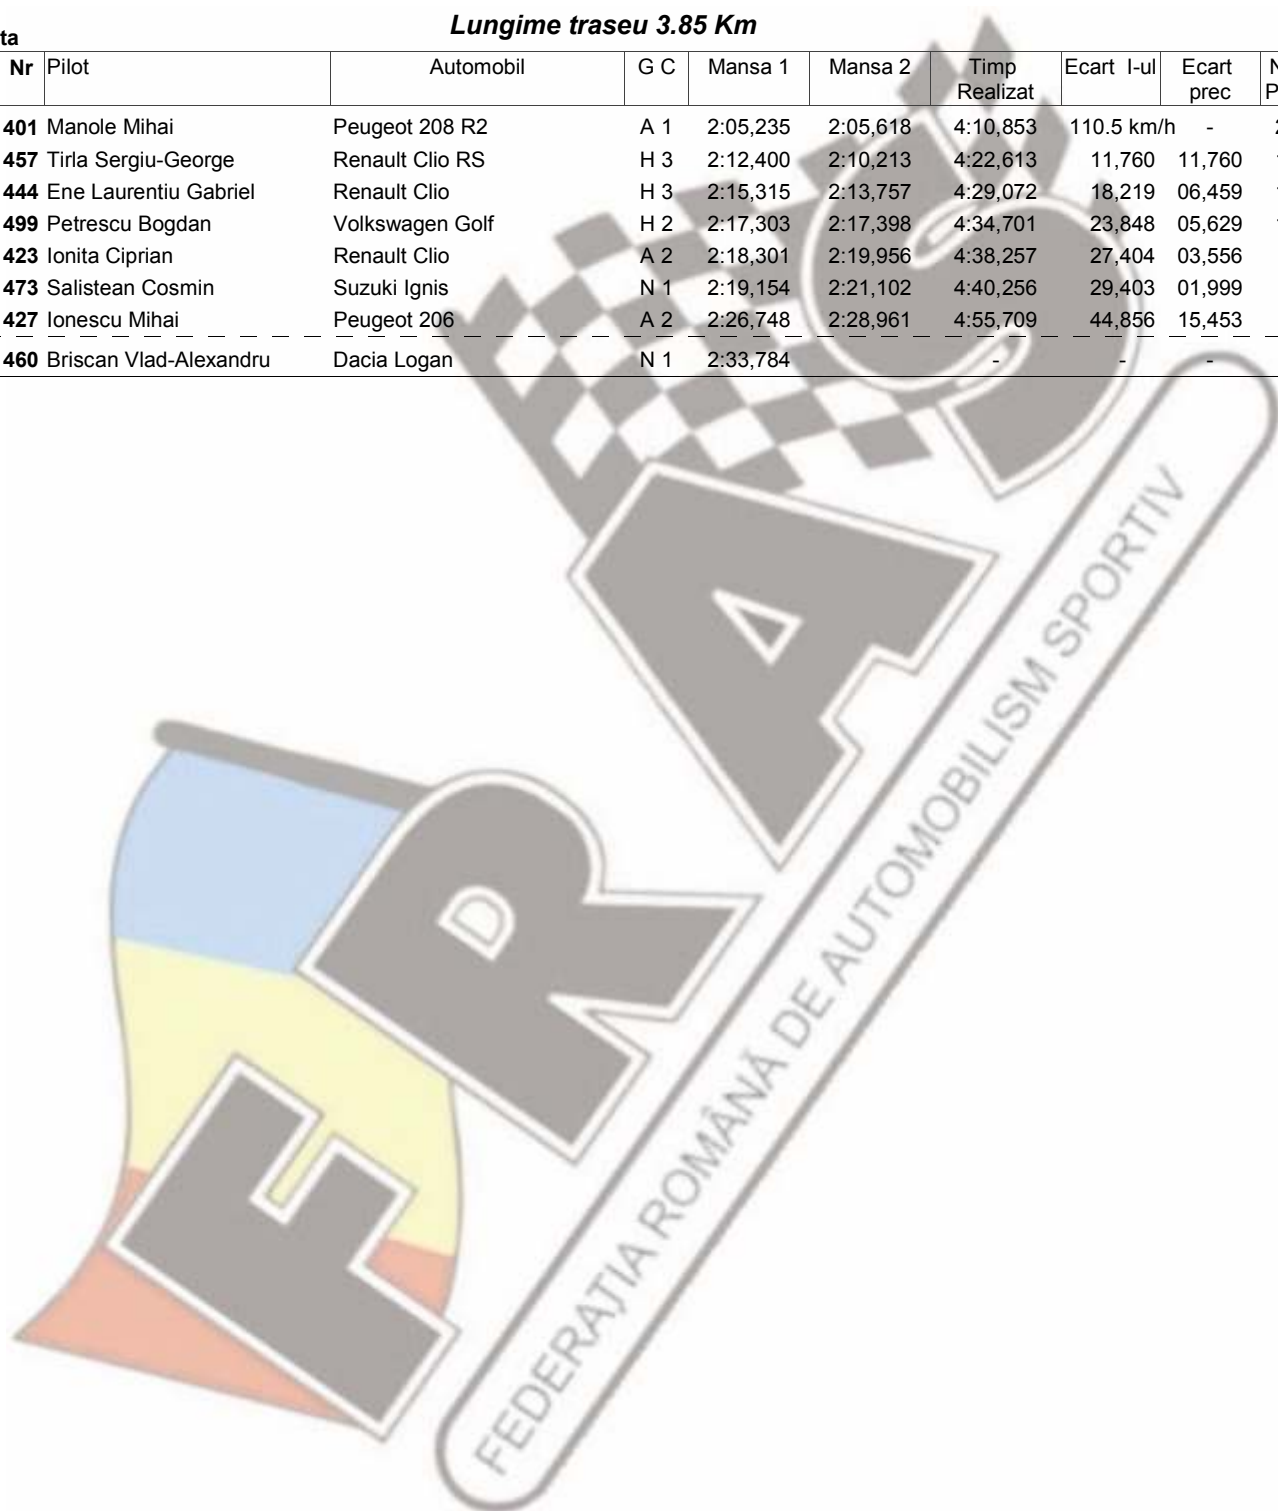 Lungime traseu 3.85 Km
ta
Nr Pilot Automobil G C Mansa 1 Mansa 2 Timp Realizat Ecart I-ul Ecart prec
401 Manole Mihai Peugeot 208 R2 A 1 2:05,235 2:05,618 4:10,853 110.5 km/h -
457 Tirla Sergiu-George Renault Clio RS H 3 2:12,400 2:10,213 4:22,613 11,760 11,760
444 Ene Laurentiu Gabriel Renault Clio H 3 2:15,315 2:13,757 4:29,072 18,219 06,459
499 Petrescu Bogdan Volkswagen Golf H 2 2:17,303 2:17,398 4:34,701 23,848 05,629
423 Ionita Ciprian Renault Clio A 2 2:18,301 2:19,956 4:38,257 27,404 03,556
473 Salistean Cosmin Suzuki Ignis N 1 2:19,154 2:21,102 4:40,256 29,403 01,999
427 Ionescu Mihai Peugeot 206 A 2 2:26,748 2:28,961 4:55,709 44,856 15,453
460 Briscan Vlad-Alexandru Dacia Logan N 1 2:33,784 - - -
FRAS
FEDERAŢIA ROMÂNĂ DE AUTOMOBILISM SPORTIV